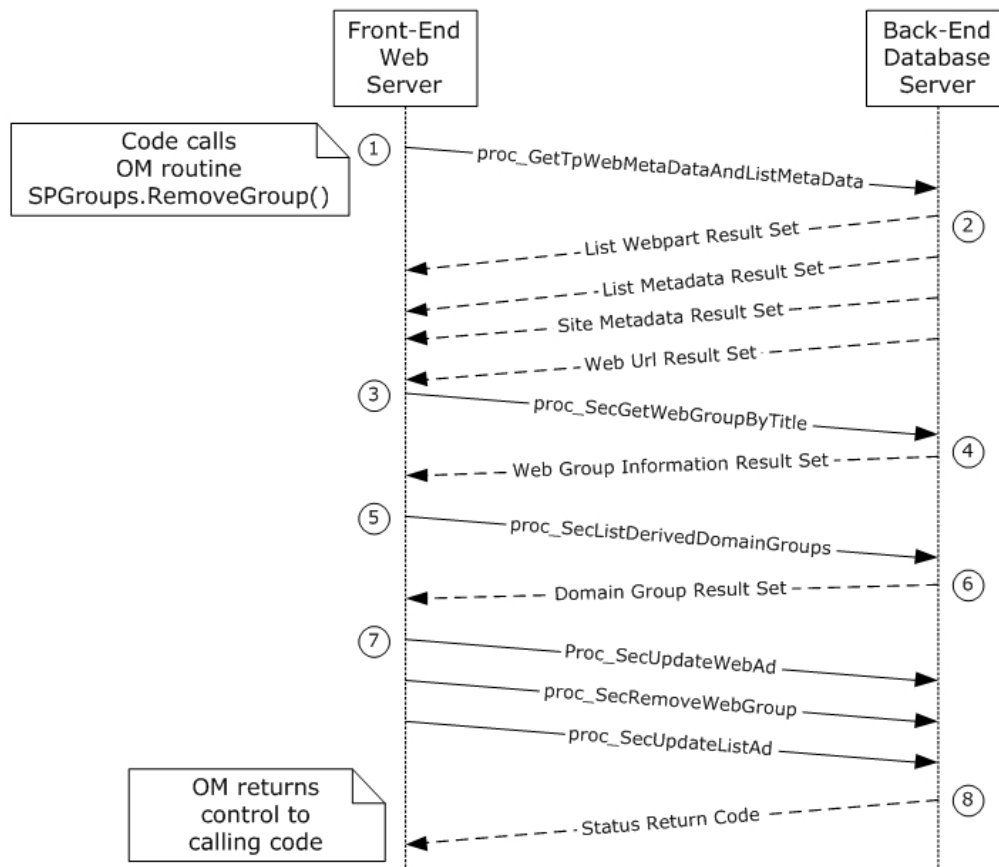 Front-End
Web
Server
Back-End
Database
Server
Code calls
OM routine
SPGroups.RemoveGroup()
1
proc_GetTpWebMetaDataAndListMetaData
2
List Webpart Result Set
List Metadata Result Set
Site Metadata Result Set
Web Url Result Set
3
proc_SecGetWebGroupByTitle
4
Web Group Information Result Set
5
proc_SecListDerivedDomainGroups
6
Domain Group Result Set
7
Proc_SecUpdateWebAd
proc_SecRemoveWebGroup
proc_SecUpdateListAd
OM returns
control to
calling code
8
Status Return Code